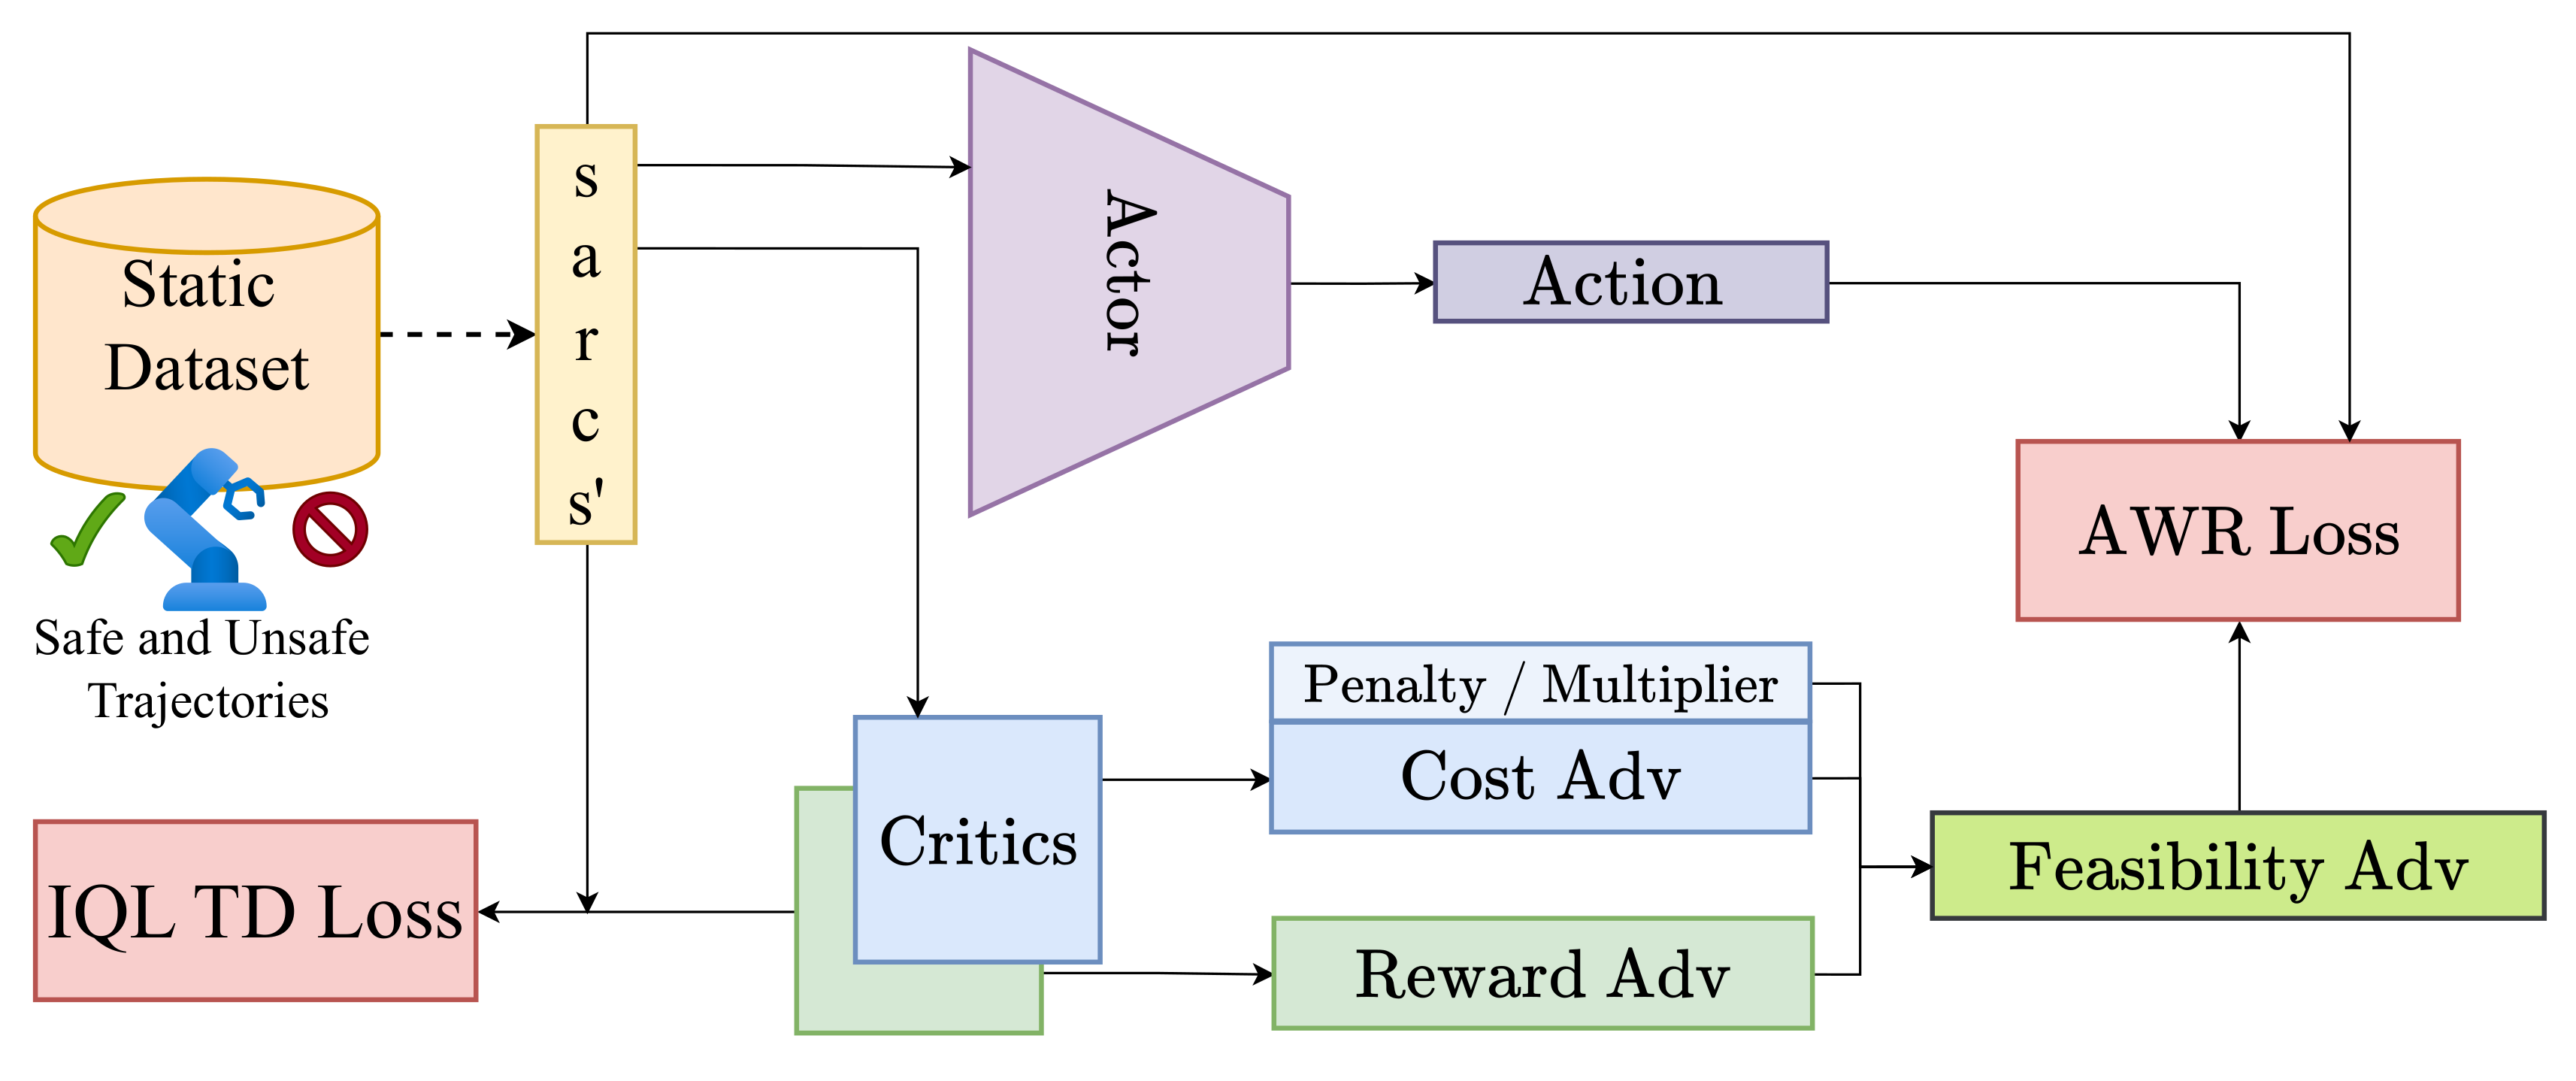 Static
Dataset
Safe and Unsafe
Trajectories
s
a
r
c
s'
Actor
Action
AWR Loss
Penalty / Multiplier
Cost Adv
Critics
Feasibility Adv
IQL TD Loss
Reward Adv